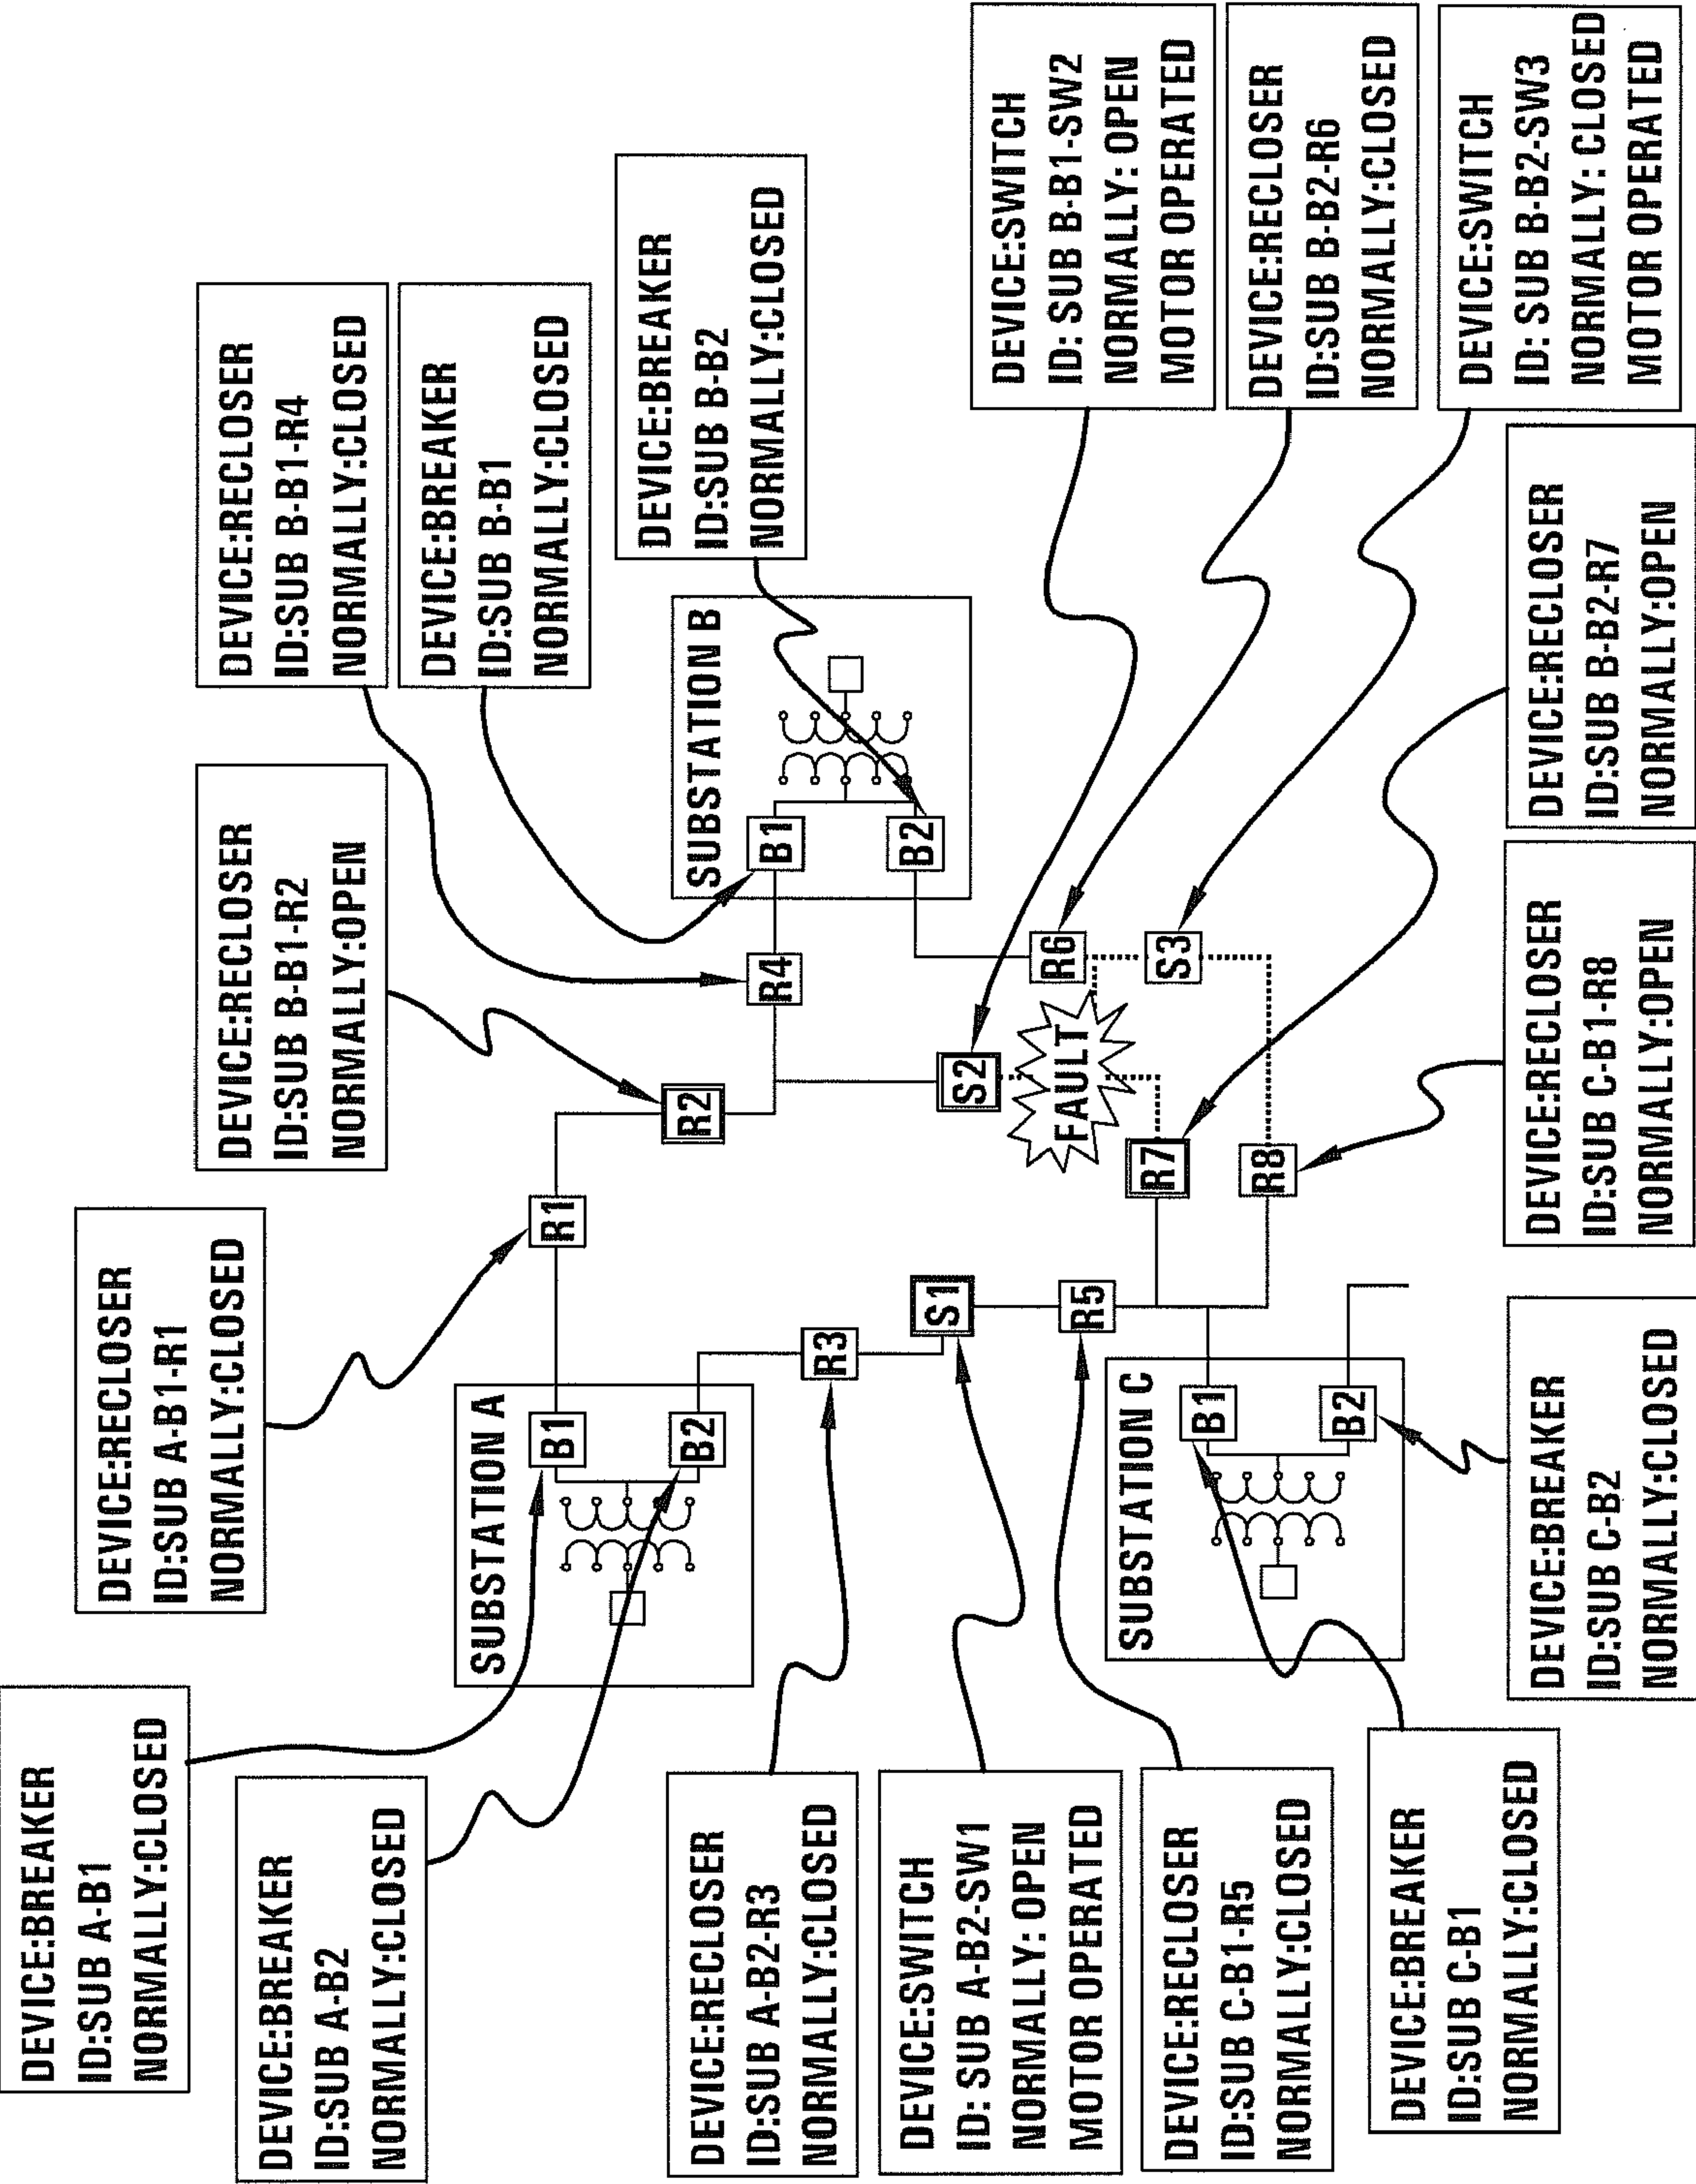 DEVICE:BREAKER
ID:SUB A-B1
NORMALLY:CLOSED
DEVICE:RECLOSER
ID:SUB A-B1-R1
NORMALLY:CLOSED
DEVICE:RECLOSER
ID:SUB B-B1-R2
NORMALLY:OPEN
DEVICE:RECLOSER
ID:SUB B-B1-R4
NORMALLY:CLOSED
DEVICE:BREAKER
ID:SUB B-B1
NORMALLY:CLOSED
DEVICE:BREAKER
ID:SUB A-B2
NORMALLY:CLOSED
DEVICE:BREAKER
ID:SUB B-B2
NORMALLY:CLOSED
SUBSTATION A
B1
B2
R1
R2
R4
SUBSTATION B
B1
B2
DEVICE:RECLOSER
ID:SUB A-B2-R3
NORMALLY:CLOSED
R3
S1
S2
DEVICE:SWITCH
ID: SUB A-B2-SW1
NORMALLY: OPEN
MOTOR OPERATED
R5
FAULT
R6
DEVICE:SWITCH
ID: SUB B-B1-SW2
NORMALLY: OPEN
MOTOR OPERATED
DEVICE:RECLOSER
ID:SUB C-B1-R5
NORMALLY:CLOSED
SUBSTATION C
B1
B2
R7
R8
S3
DEVICE:RECLOSER
ID:SUB B-B2-R6
NORMALLY:CLOSED
DEVICE:BREAKER
ID:SUB C-B1
NORMALLY:CLOSED
DEVICE:SWITCH
ID: SUB B-B2-SW3
NORMALLY: CLOSED
MOTOR OPERATED
DEVICE:BREAKER
ID:SUB C-B2
NORMALLY:CLOSED
DEVICE:RECLOSER
ID:SUB C-B1-R8
NORMALLY:OPEN
DEVICE:RECLOSER
ID:SUB B-B2-R7
NORMALLY:OPEN